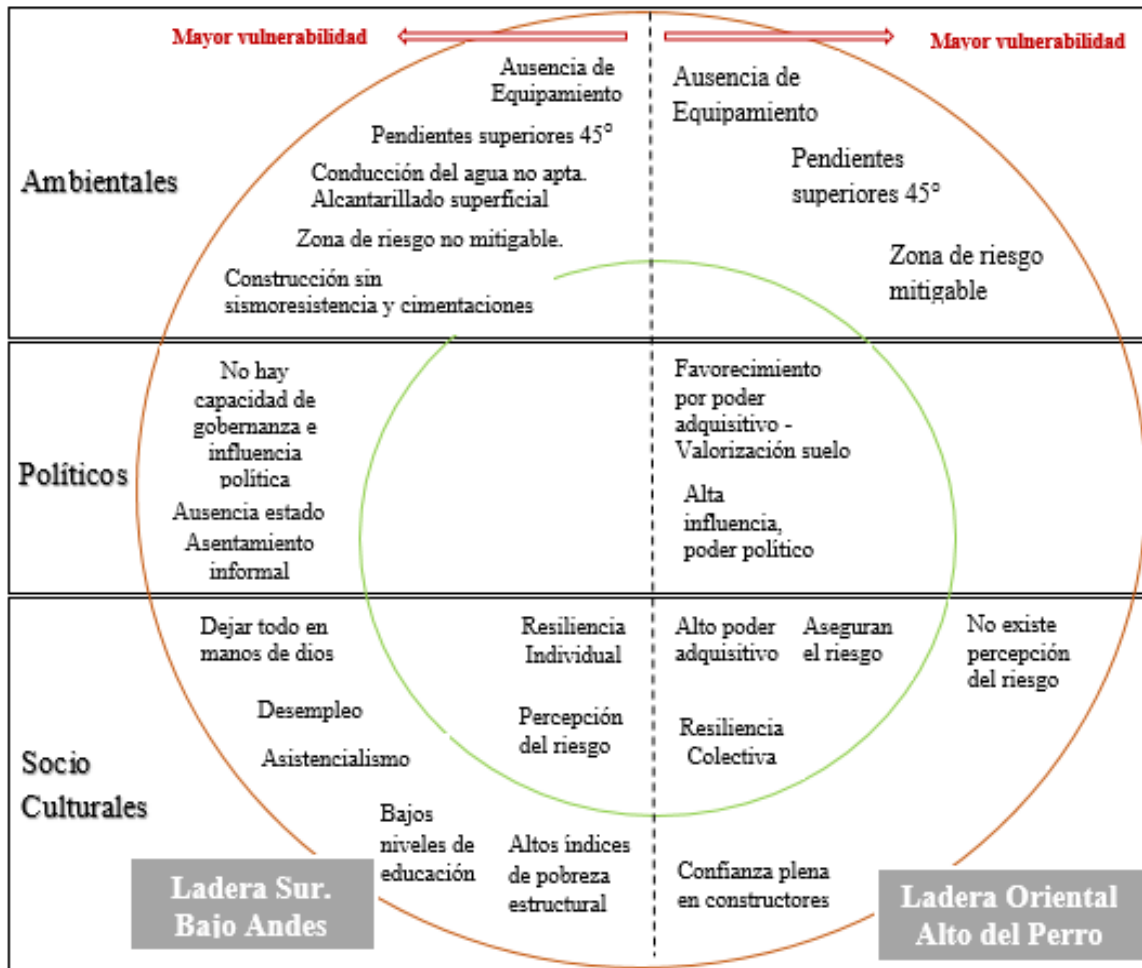 Mayor vulnerabilidad
Mayor vulnerabilidad
Ambientales
Ausencia de
Equipamiento
Pendientes superiores 45°
Conducción del agua no apta.
Alcantarillado superficial
Zona de riesgo no mitigable.
Construcción sin
sismoresistencia y cimentaciones
Ausencia de
Equipamiento
Pendientes
superiores 45°
Zona de riesgo
mitigable
Políticos
No hay
capacidad de
gobernanza e
influencia
política
Ausencia estado
Asentamiento
informal
Favorecimiento
por poder
adquisitivo -
Valorización suelo
Alta
influencia,
poder político
Socio
Culturales
Dejar todo en
manos de dios
Desempleo
Asistencialismo
Bajos
niveles de
educación
Resiliencia
Individual
Percepción
del riesgo
Altos índices
de pobreza
estructural
Alto poder
adquisitivo
Aseguran
el riesgo
No existe
percepción
del riesgo
Resiliencia
Colectiva
Confianza plena
en constructores
Ladera Sur.
Bajo Andes
Ladera Oriental
Alto del Perro